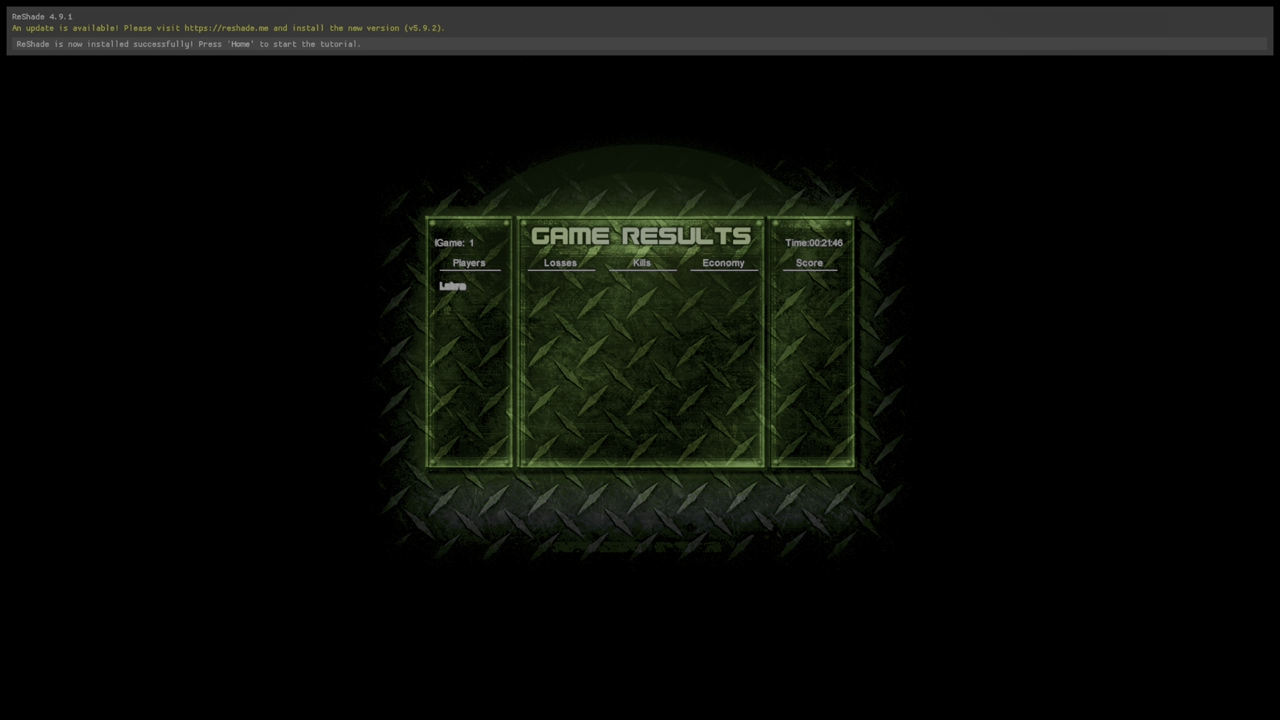 ReShade 4.9.1
An update is available! Please visit https://reshade.me and install the new version (v5.9.2).
ReShade is now installed successfully! Press 'Home' to start the tutorial.
GAME RESULTS
Game: 1
Time:00:21:46
Players Losses Kills Economy Score